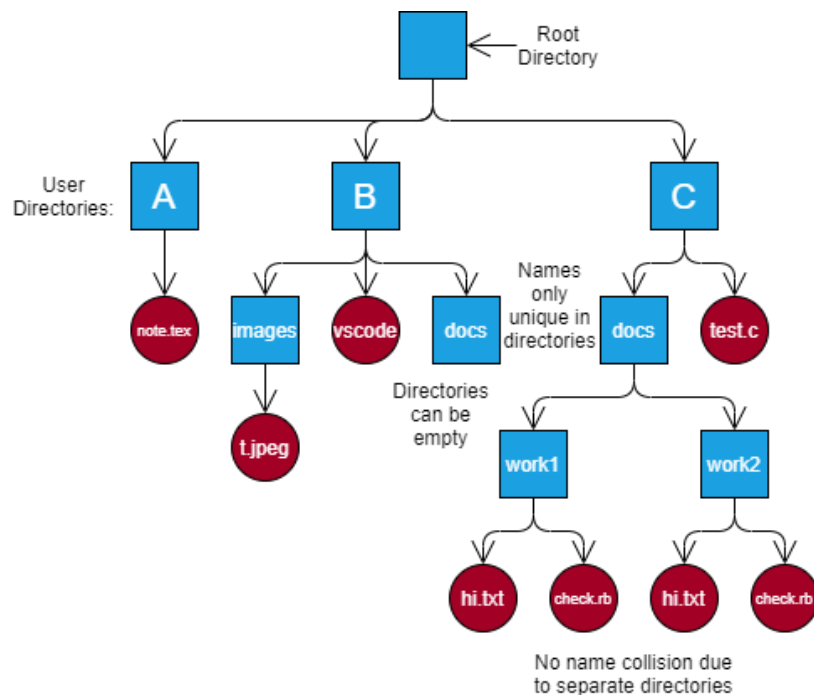 Root
Directory
User
Directories:
A
B
C
note.tex
images
vscode
docs
Names
only
unique in
directories
docs
test.c
t.jpeg
Directories
can be
empty
work1
work2
hi.txt
check.rb
hi.txt
check.rb
No name collision due
to separate directories